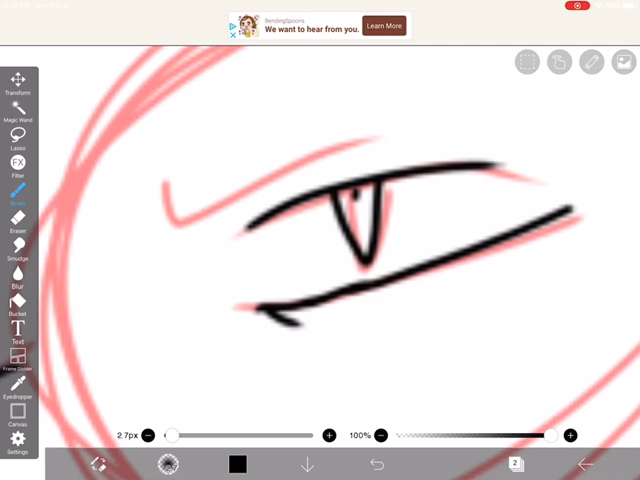 BendingSpoons
We want to hear from you.
Learn More
Transform
Magic Wand
Lasso
FX
Filter
Brush
Eraser
Smudge
Blur
Bucket
T
Text
Frame Divider
Eyedropper
Canvas
Settings
2.7px
100%
2